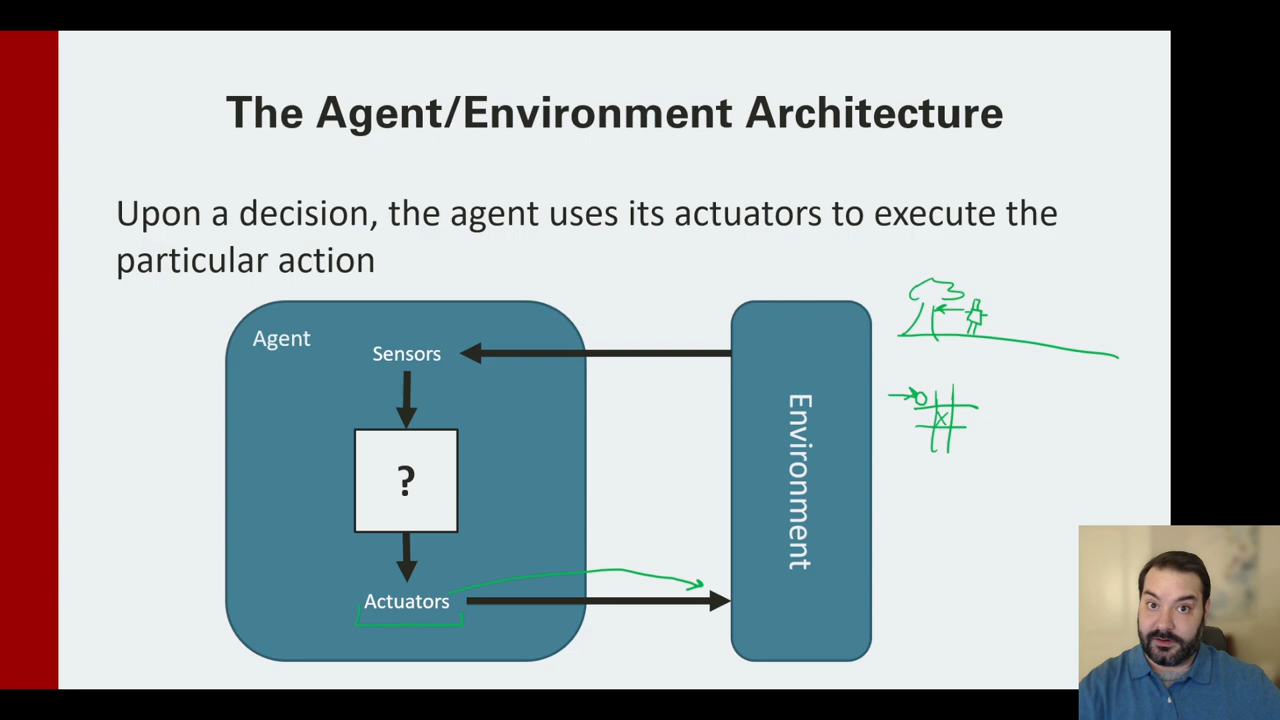 The Agent/Environment Architecture
Upon a decision, the agent uses its actuators to execute the
particular action
Agent
Sensors
?
Actuators
Environment
O
X